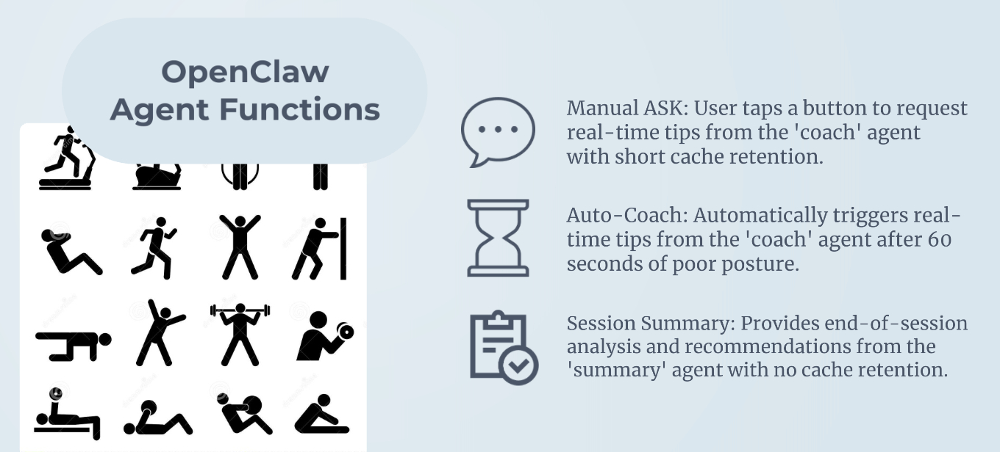 OpenClaw
Agent Functions
Manual ASK: User taps a button to request
real-time tips from the 'coach' agent
with short cache retention.
Auto-Coach: Automatically triggers real-
time tips from the 'coach' agent after 60
seconds of poor posture.
Session Summary: Provides end-of-session
analysis and recommendations from the
'summary' agent with no cache retention.